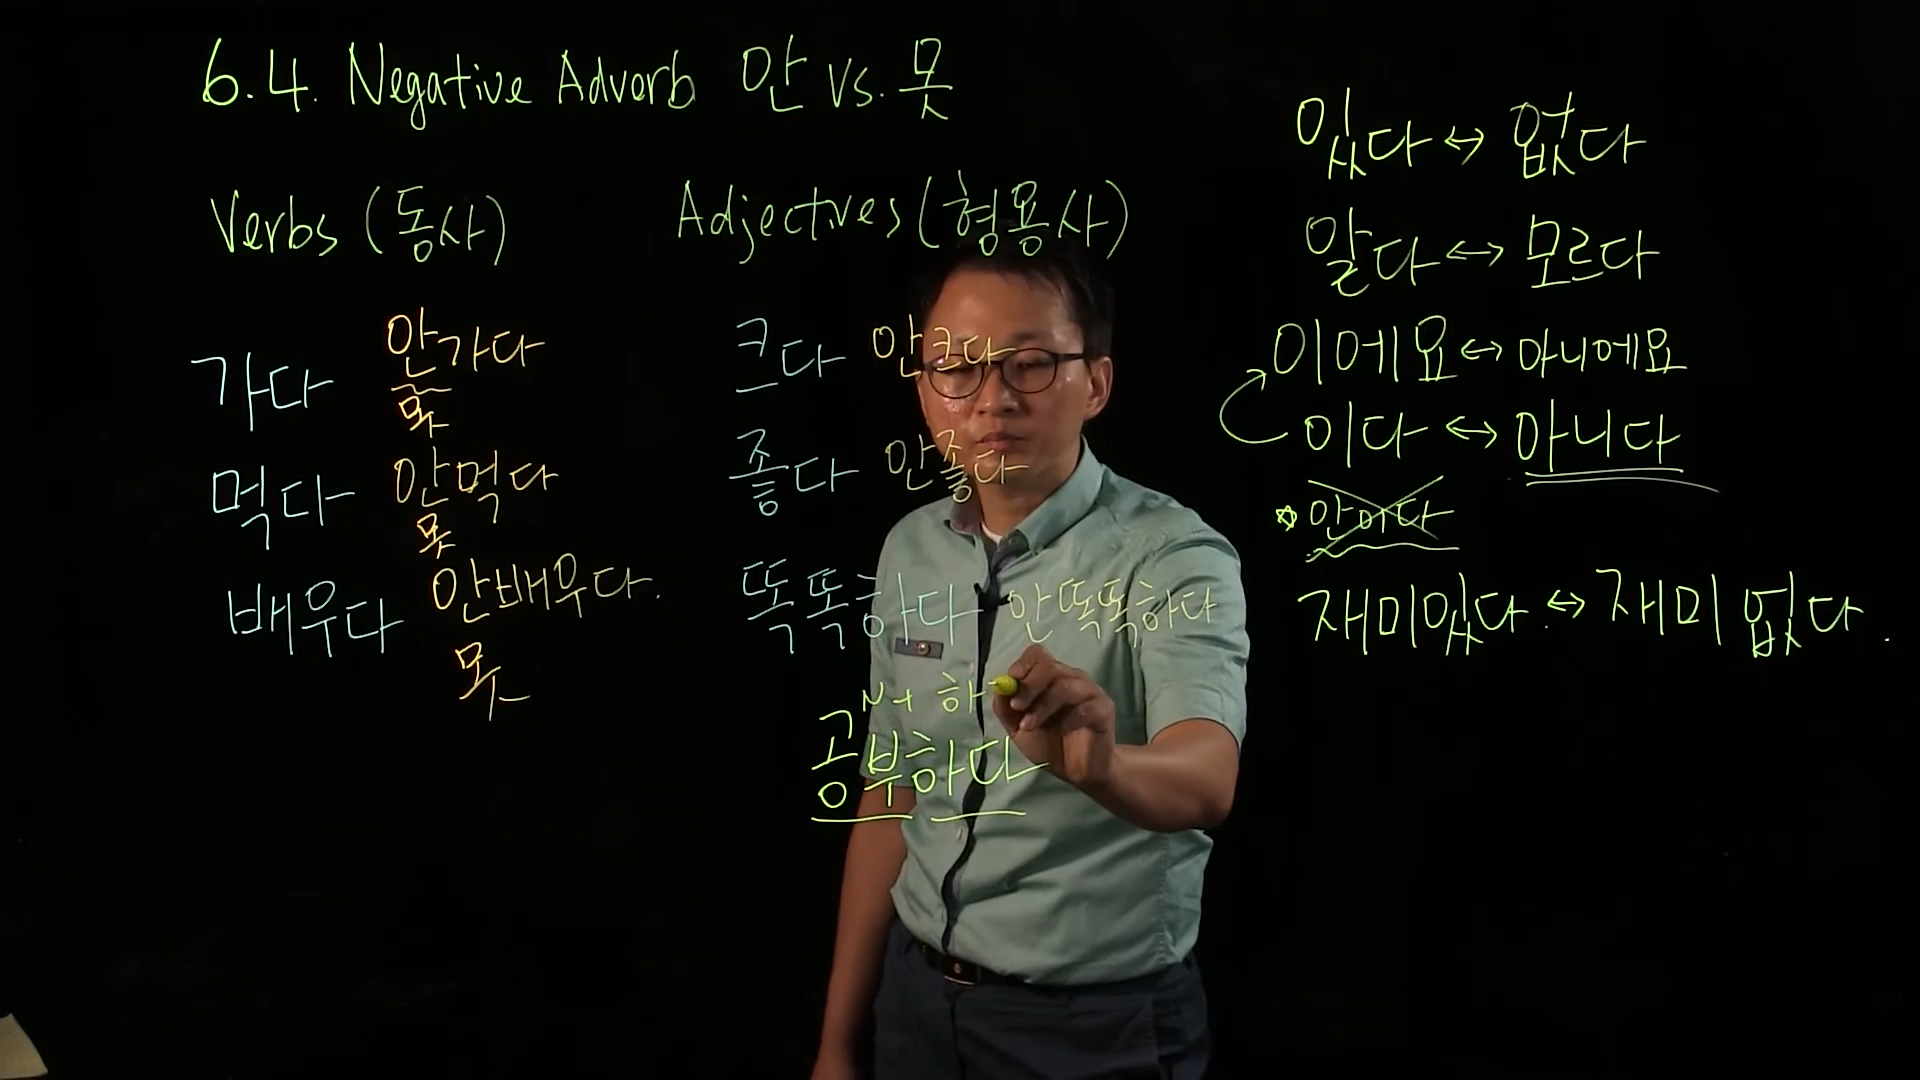 6.4. Negative Adverb 안 vs. 못
Verbs (동사)
가다 안가다
못
먹다 안먹다
못
배우다 안배우다.
못
Adjectives (형용사)
크다 안크다
좋다 안좋다
똑똑하다 안똑똑하다
N+ 하
공부하다
있다 ↔ 없다
알다 ↔ 모르다
이에요 ↔ 아니에요
이다 ↔ 아니다
☆ 안이다
재미있다 ↔ 재미없다.